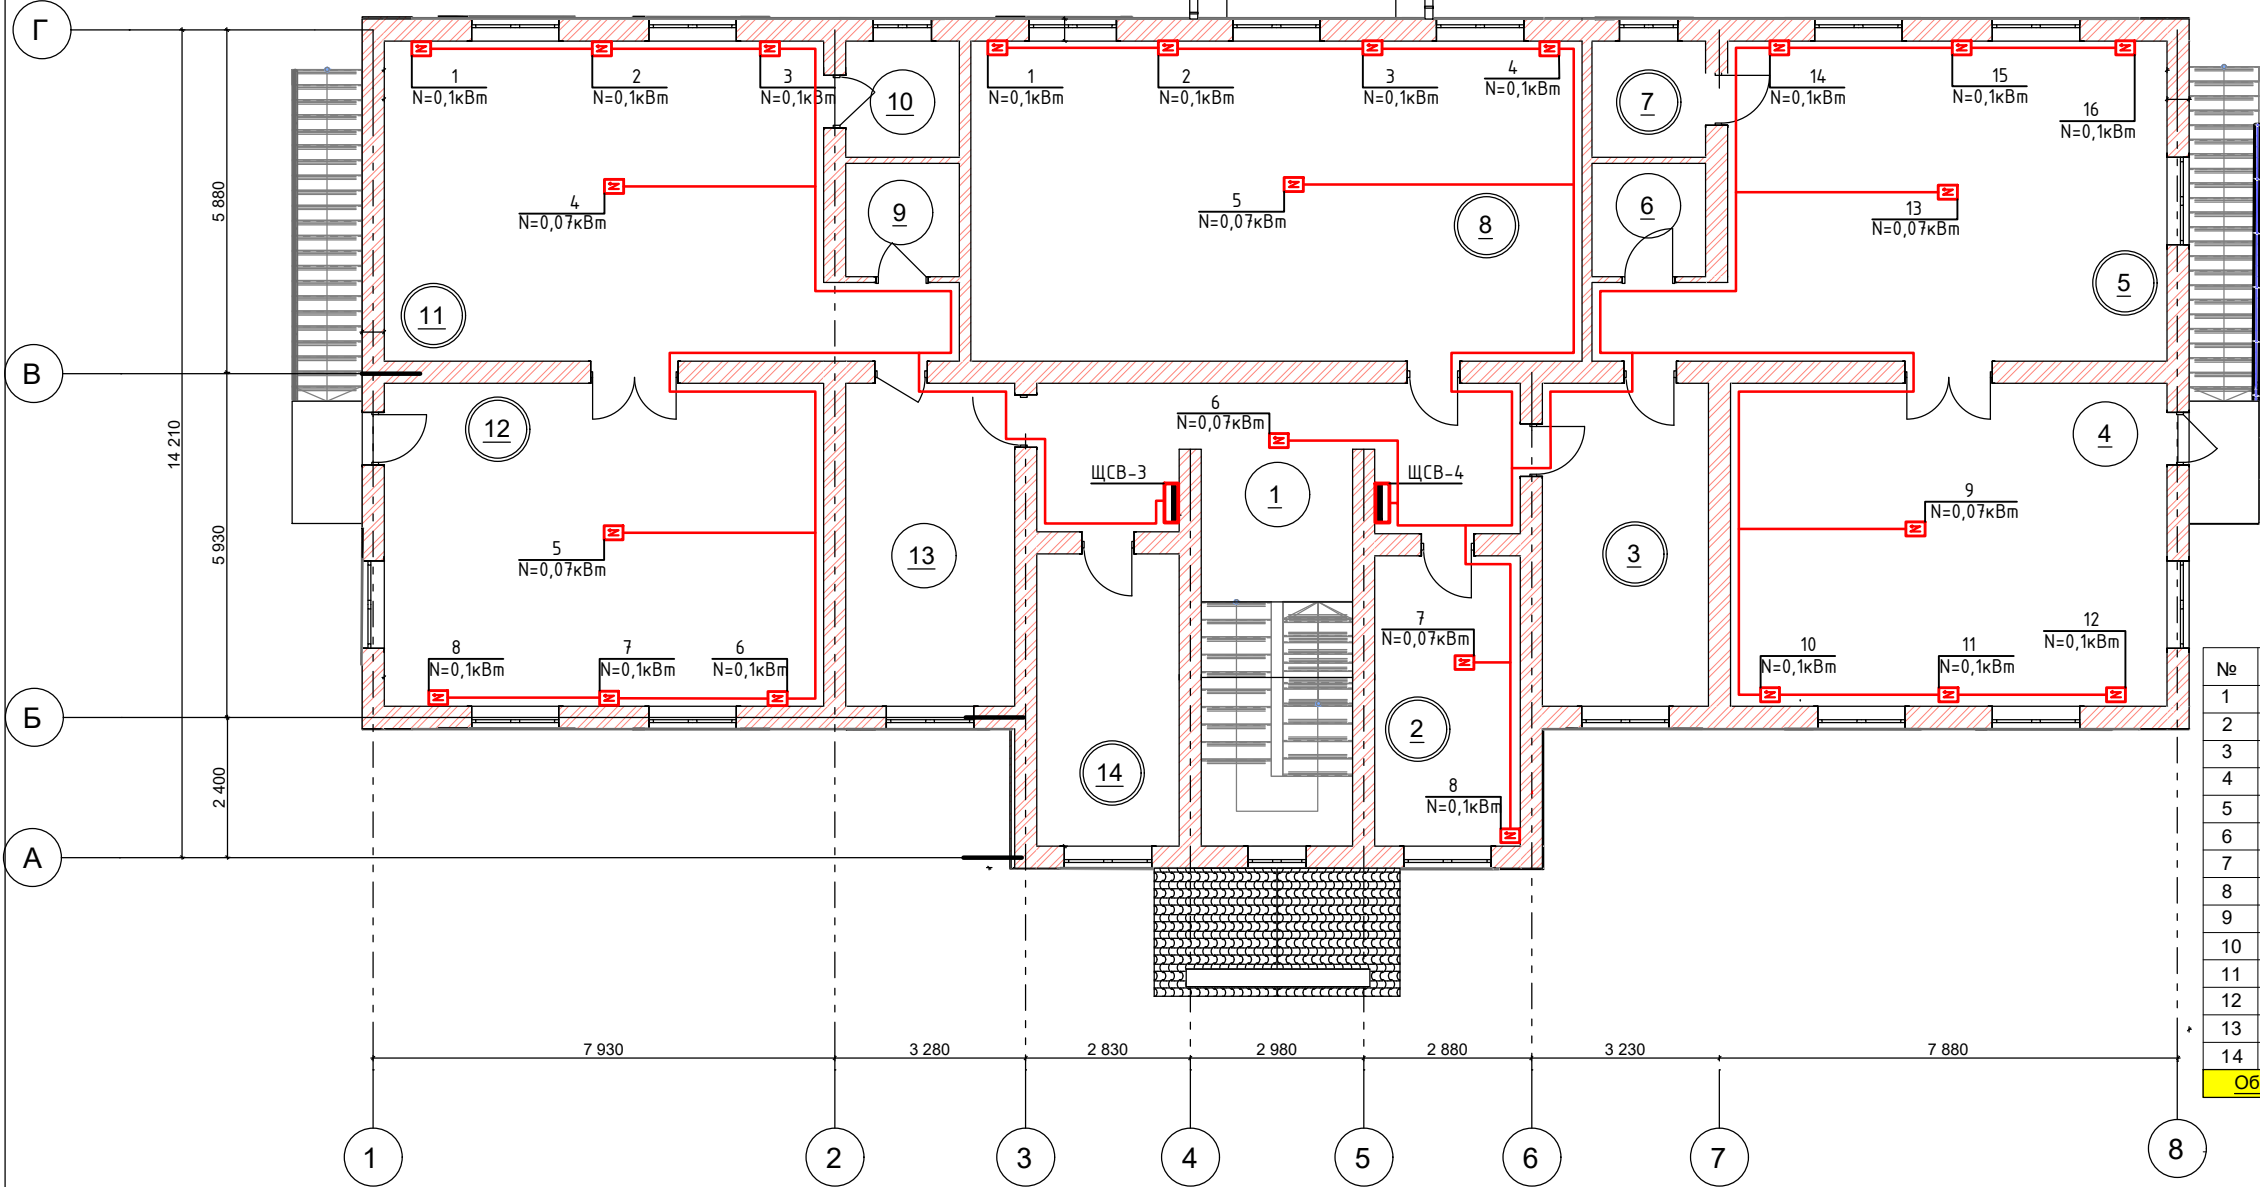 Г
1
N=0,1кВт
2
N=0,1кВт
3
N=0,1кВт
10
1
N=0,1кВт
2
N=0,1кВт
3
N=0,1кВт
4
N=0,1кВт
7
14
N=0,1кВт
15
N=0,1кВт
16
N=0,1кВт
5 880
4
N=0,07кВт
9
5
N=0,07кВт
8
6
13
N=0,07кВт
11
5
В
14 210
12
6
N=0,07кВт
4
ЩСВ-3
1
ЩСВ-4
9
N=0,07кВт
5 930
5
N=0,07кВт
13
3
8
N=0,1кВт
7
N=0,1кВт
6
N=0,1кВт
7
N=0,07кВт
10
N=0,1кВт
11
N=0,1кВт
12
N=0,1кВт
Б
2 400
14
2
8
N=0,1кВт
А
№
1
2
3
4
5
6
7
8
9
10
11
12
13
14
Об
7 930
3 280
2 830
2 980
2 880
3 230
7 880
1
2
3
4
5
6
7
8